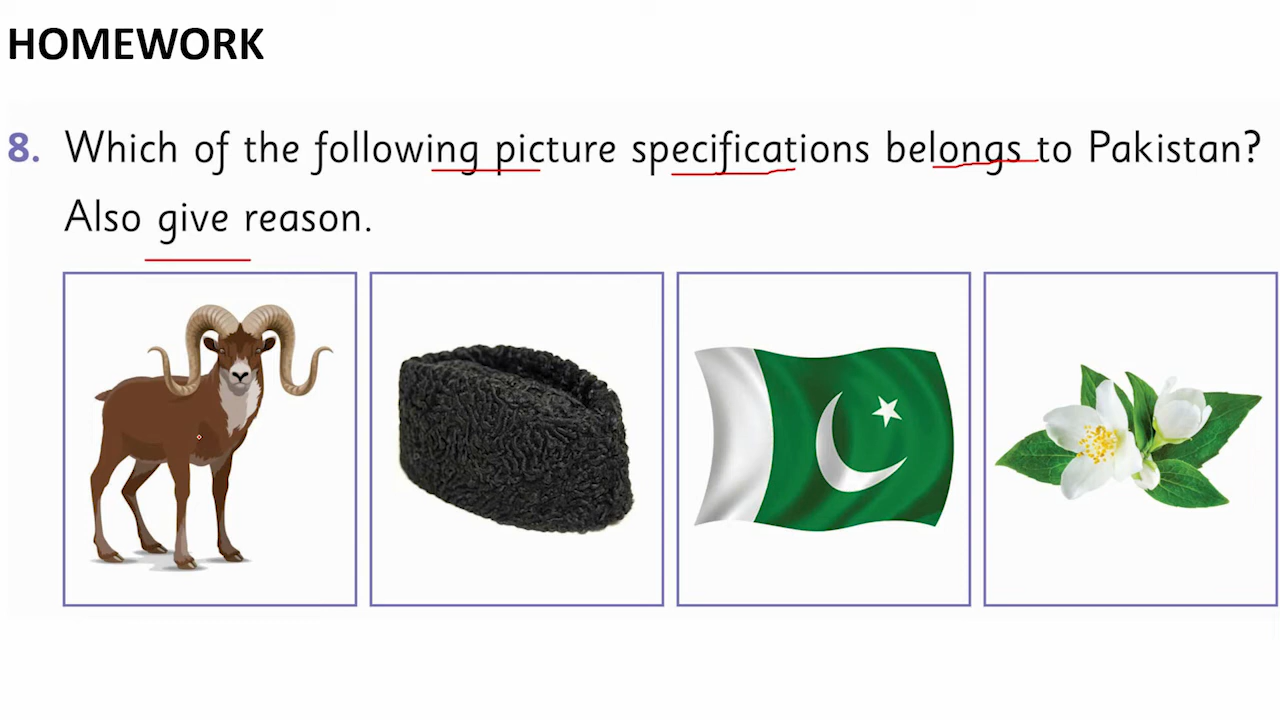 HOMEWORK
8. Which of the following picture specifications belongs to Pakistan?
Also give reason.